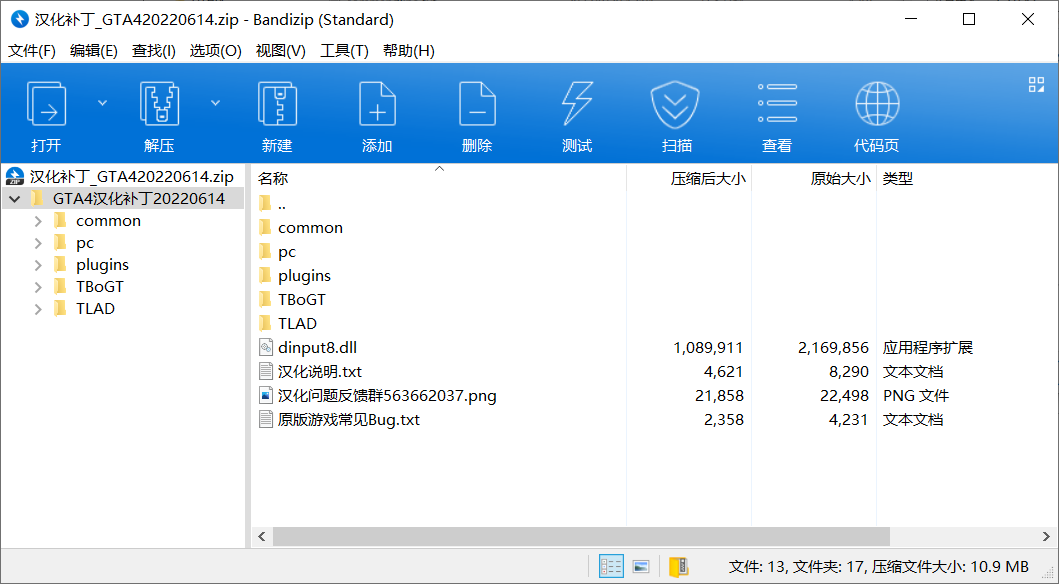 汉化补丁_GTA420220614.zip - Bandizip (Standard)
文件(F) 编辑(E) 查找(I) 选项(O) 视图(V) 工具(T) 帮助(H)
打开 解压 新建 添加 删除 测试 扫描 查看 代码页
汉化补丁_GTA420220614.zip
GTA4汉化补丁20220614
common
pc
plugins
TBoGT
TLAD
名称 压缩后大小 原始大小 类型
..
common
pc
plugins
TBoGT
TLAD
dinput8.dll 1,089,911 2,169,856 应用程序扩展
汉化说明.txt 4,621 8,290 文本文档
汉化问题反馈群563662037.png 21,858 22,498 PNG 文件
原版游戏常见Bug.txt 2,358 4,231 文本文档
文件: 13, 文件夹: 17, 压缩文件大小: 10.9 MB